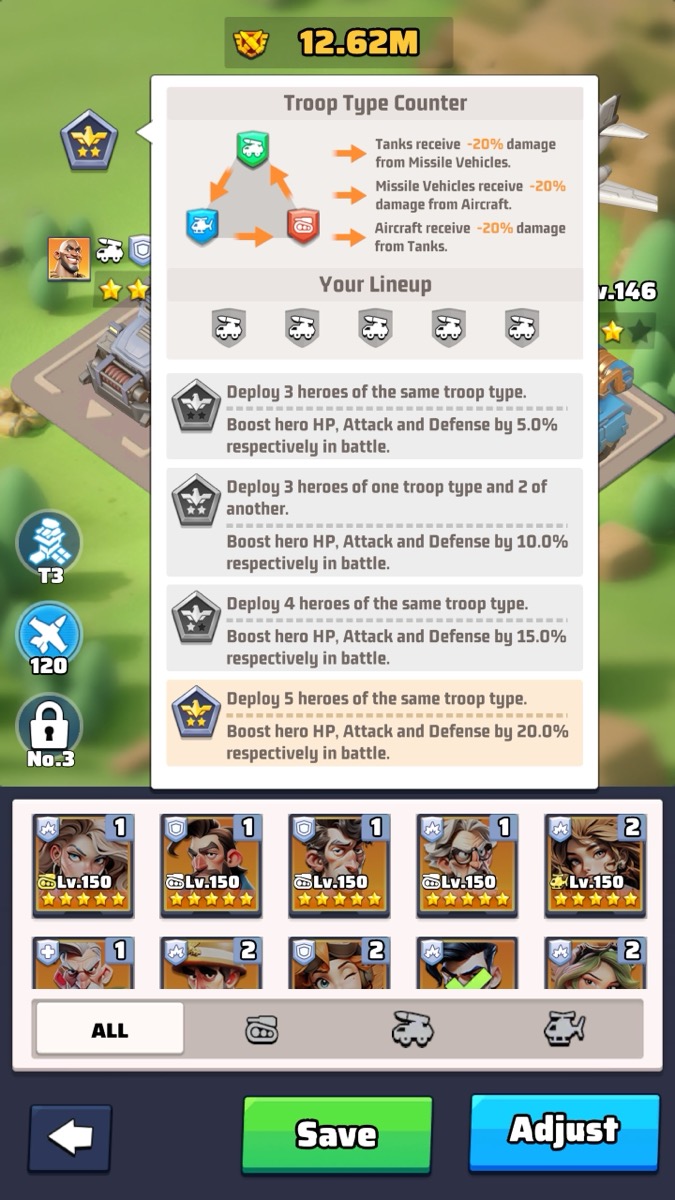 12.62M
Troop Type Counter
Tanks receive -20% damage
from Missile Vehicles.
Missile Vehicles receive -20%
damage from Aircraft.
Aircraft receive -20% damage
from Tanks.
Your Lineup
.146
Deploy 3 heroes of the same troop type.
Boost hero HP, Attack and Defense by 5.0%
respectively in battle.
Deploy 3 heroes of one troop type and 2 of
another.
Boost hero HP, Attack and Defense by 10.0%
respectively in battle.
T3
Deploy 4 heroes of the same troop type.
Boost hero HP, Attack and Defense by 15.0%
respectively in battle.
120
Deploy 5 heroes of the same troop type.
Boost hero HP, Attack and Defense by 20.0%
respectively in battle.
No.3
1 1 1 1 2
Lv.150 Lv.150 Lv.150 Lv.150 Lv.150
1 2 2 2
ALL
Save
Adjust